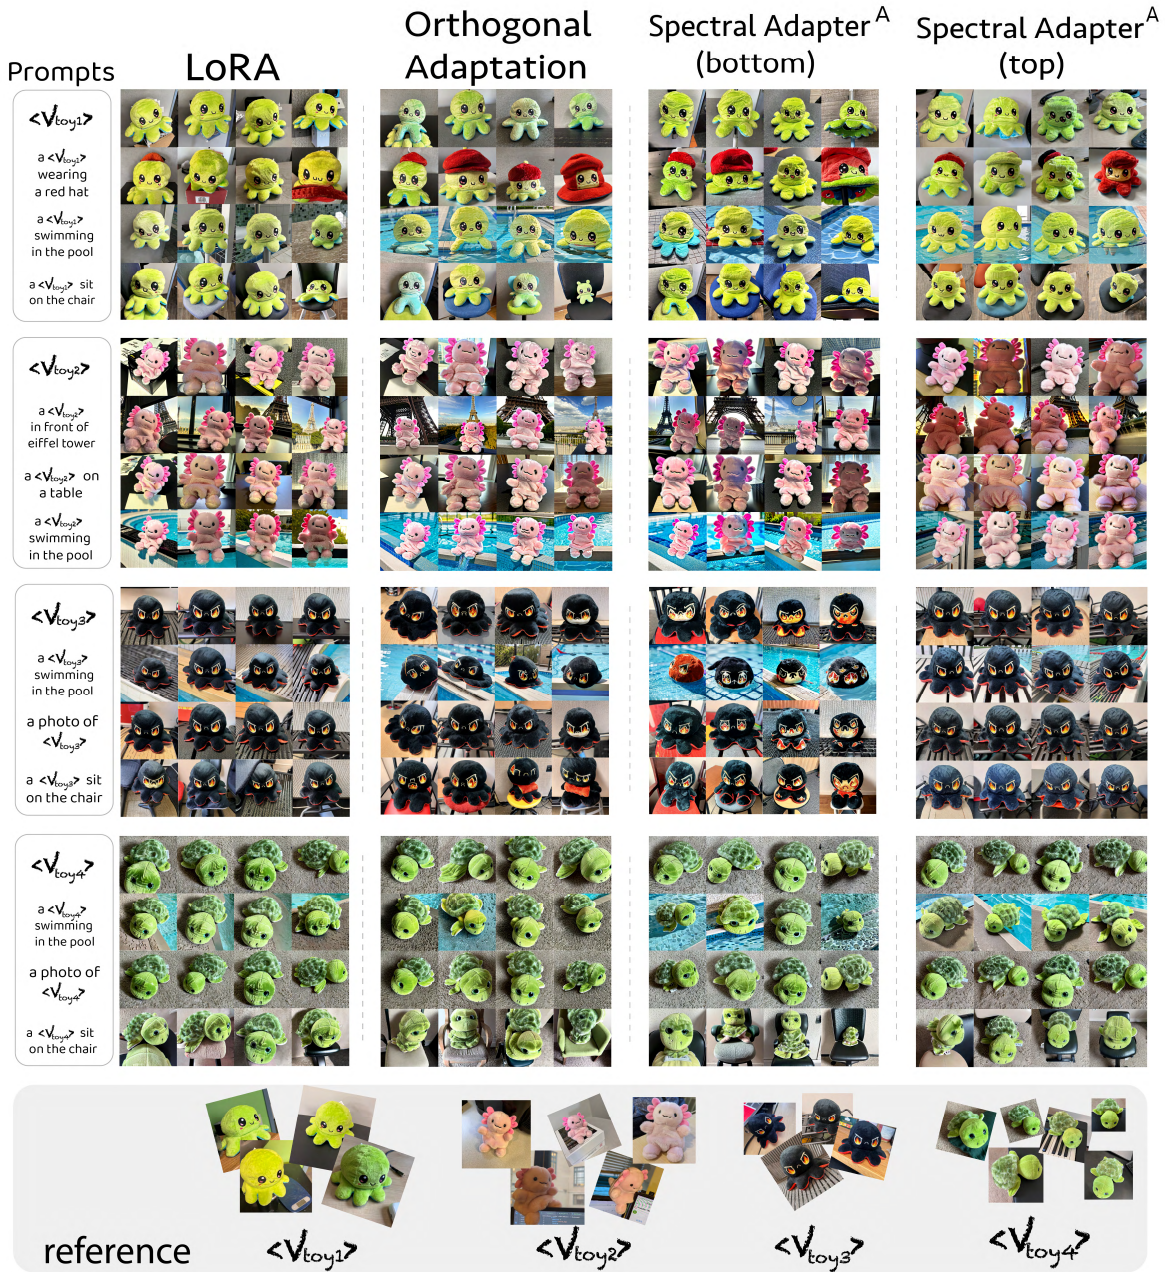 Prompts
LoRA
Orthogonal
Adaptation
Spectral Adapter^A
(bottom)
Spectral Adapter^A
(top)
<V_toy1>
a <V_toy1>
wearing
a red hat
a <V_toy1>
swimming
in the pool
a <V_toy1> sit
on the chair
<V_toy2>
a <V_toy2>
in front of
eiffel tower
a <V_toy2> on
a table
a <V_toy2>
swimming
in the pool
<V_toy3>
a <V_toy3>
swimming
in the pool
a photo of
<V_toy3>
a <V_toy3> sit
on the chair
<V_toy4>
a <V_toy4>
swimming
in the pool
a photo of
<V_toy4>
a <V_toy4> sit
on the chair
reference
<V_toy1>
<V_toy2>
<V_toy3>
<V_toy4>